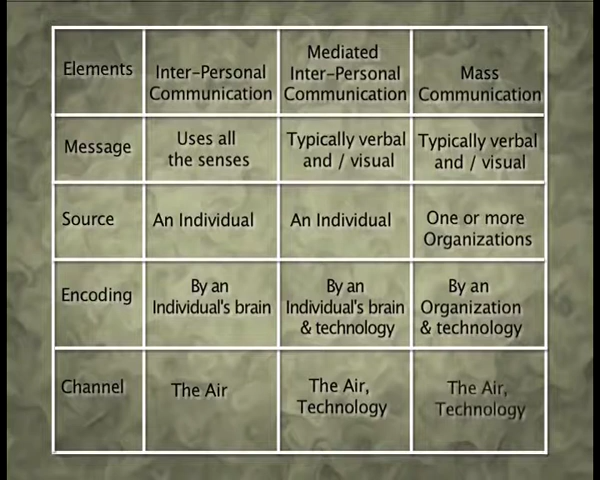 Elements
Inter-Personal
Communication
Mediated
Inter-Personal
Communication
Mass
Communication
Message
Uses all
the senses
Typically verbal
and / visual
Typically verbal
and / visual
Source
An Individual
An Individual
One or more
Organizations
Encoding
By an
Individual's brain
By an
Individual's brain
& technology
By an
Organization
& technology
Channel
The Air
The Air,
Technology
The Air,
Technology